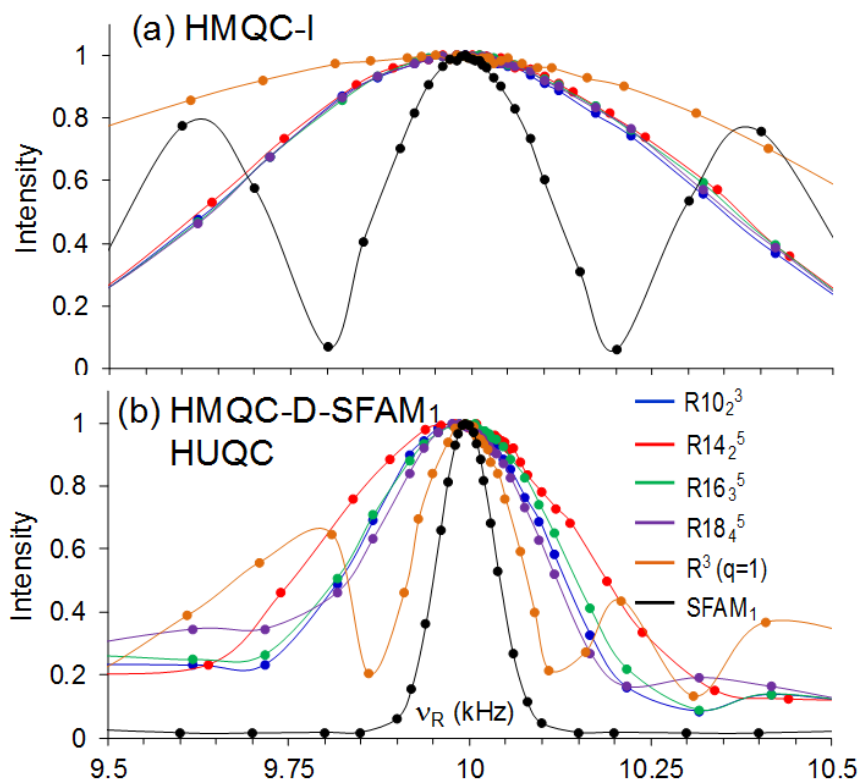 (a) HMQC-I
1
0.8
0.6
0.4
0.2
0
Intensity
(b) HMQC-D-SFAM₁
HUQC
1
0.8
0.6
0.4
0.2
0
Intensity
R10₂³
R14₂⁵
R16₃⁵
R18₄⁵
R³ (q=1)
SFAM₁
νR (kHz)
9.5 9.75 10 10.25 10.5